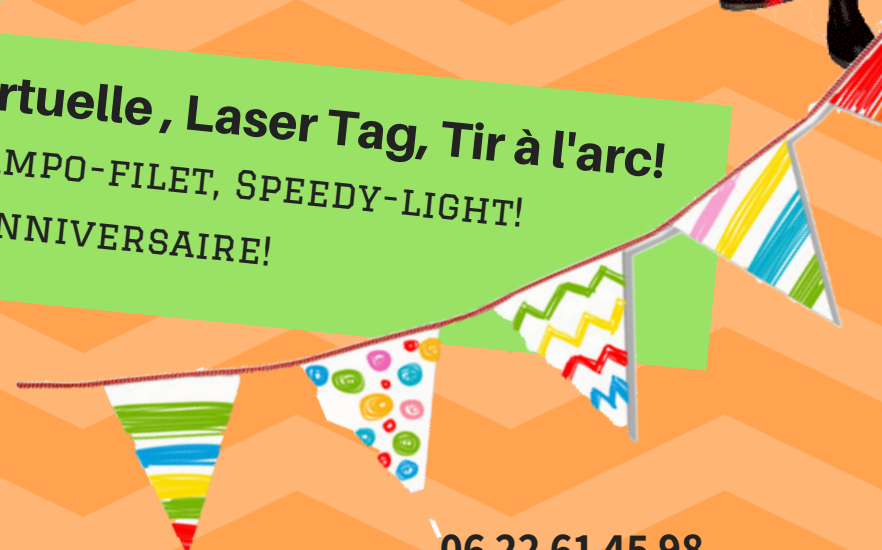 rtuelle , Laser Tag, Tir à l'arc!
MPO-FILET, SPEEDY-LIGHT!
NNIVERSAIRE!
06 22 61 45 98